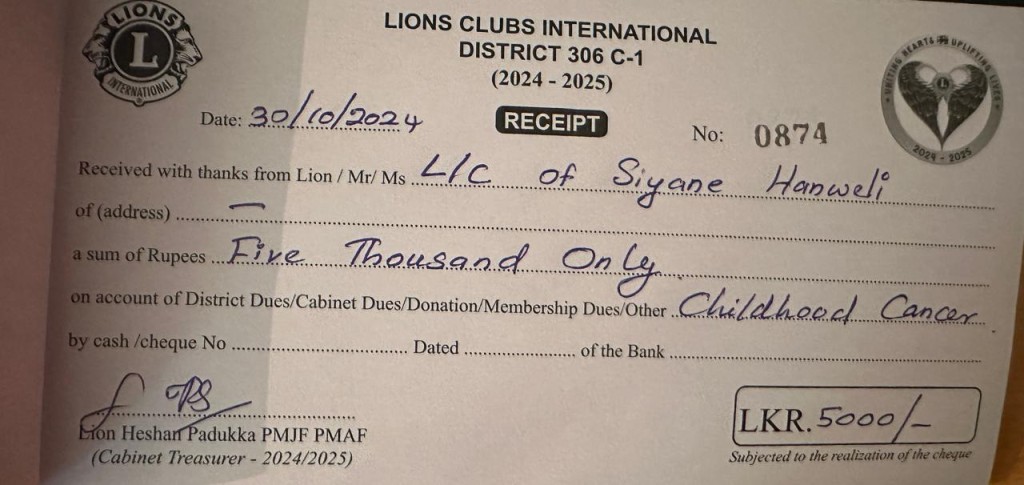 LIONS
L
INTERNATIONAL
LIONS CLUBS INTERNATIONAL
DISTRICT 306 C-1
(2024 - 2025)
UNITING HEARTS UPLIFTING LIVES
L
2024 - 2025
Date: 30/10/2024
RECEIPT
No: 0874
Received with thanks from Lion / Mr/ Ms L/C of Siyane Hanweli
of (address) —
a sum of Rupees Five Thousand Only
on account of District Dues/Cabinet Dues/Donation/Membership Dues/Other Childhood Cancer
by cash /cheque No ........................ Dated ........................ of the Bank ........................
Lion Heshan Padukka PMJF PMAF
(Cabinet Treasurer - 2024/2025)
LKR. 5000/-
Subjected to the realization of the cheque